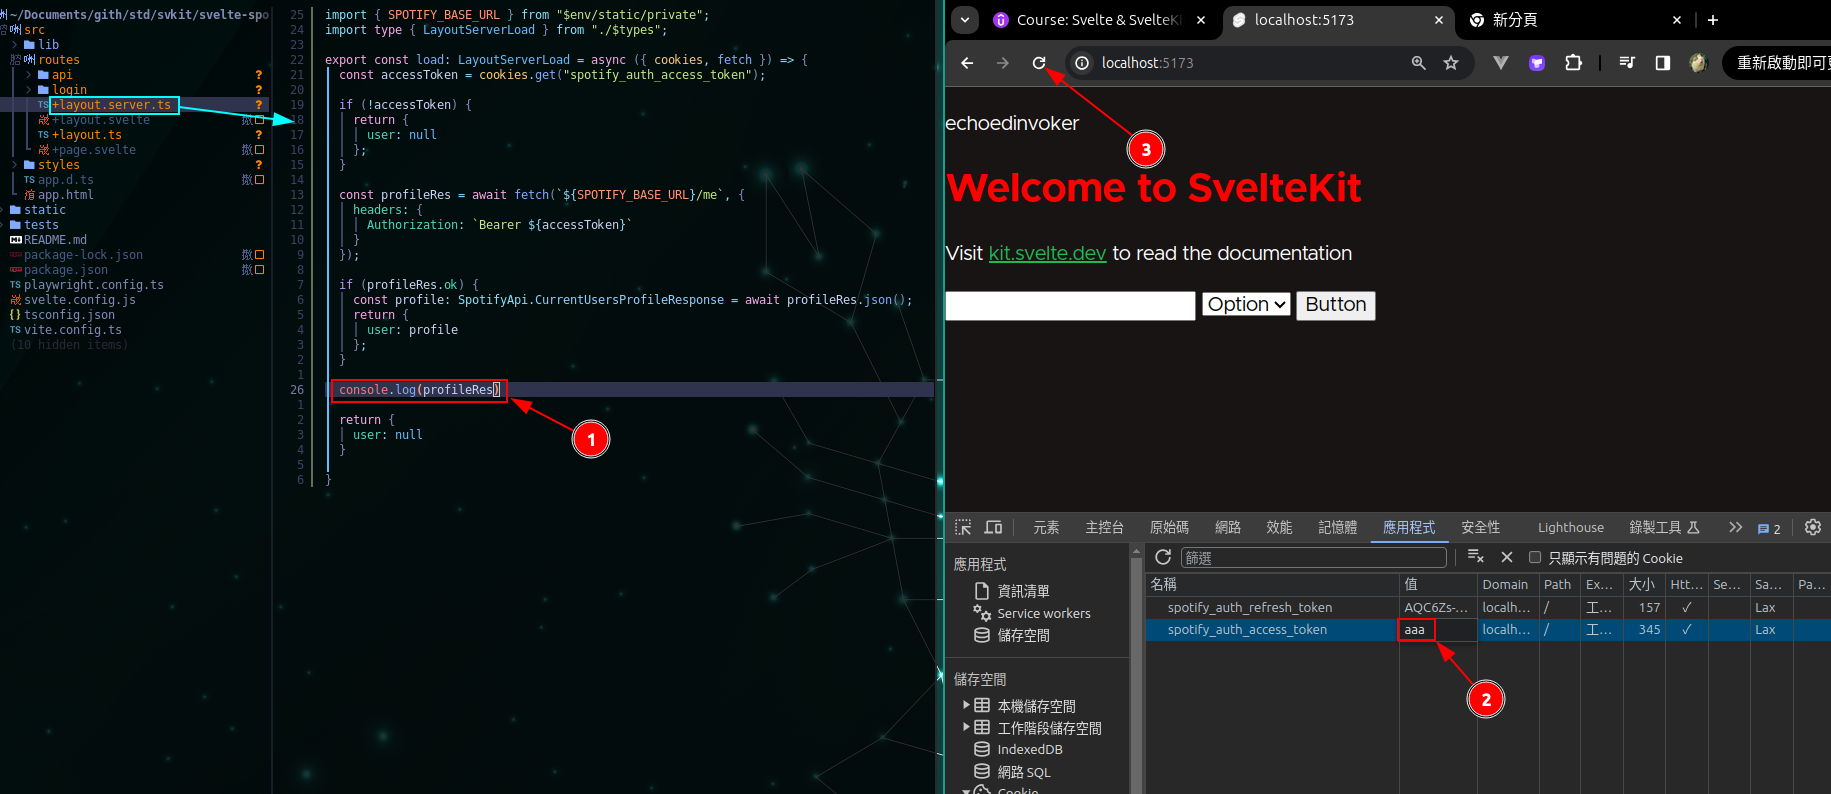 ~/Documents/gith/std/svkit/svelte-spo
src
lib
routes
api ?
login ?
TS +layout.server.ts ?
+layout.svelte
TS +layout.ts ?
+page.svelte
styles ?
TS app.d.ts
app.html
static
tests
README.md
package-lock.json
package.json
TS playwright.config.ts
svelte.config.js
{} tsconfig.json
TS vite.config.ts
(10 hidden items)
25 import { SPOTIFY_BASE_URL } from "$env/static/private";
24 import type { LayoutServerLoad } from "./$types";
23
22 export const load: LayoutServerLoad = async ({ cookies, fetch }) => {
21 const accessToken = cookies.get("spotify_auth_access_token");
20
19 if (!accessToken) {
18 return {
17 user: null
16 };
15 }
14
13 const profileRes = await fetch(`${SPOTIFY_BASE_URL}/me`, {
12 headers: {
11 Authorization: `Bearer ${accessToken}`
10 }
9 });
8
7 if (profileRes.ok) {
6 const profile: SpotifyApi.CurrentUsersProfileResponse = await profileRes.json();
5 return {
4 user: profile
3 };
2 }
1
26 console.log(profileRes)
1
2 return {
3 user: null
4 }
5
6 }
1
Course: Svelte & SvelteKi
localhost:5173
新分頁
localhost:5173
重新啟動即可更
3
echoedinvoker
Welcome to SvelteKit
Visit kit.svelte.dev to read the documentation
Option Button
元素 主控台 原始碼 網路 效能 記憶體 應用程式 安全性 Lighthouse 錄製工具 2
篩選 只顯示有問題的 Cookie
應用程式
資訊清單
Service workers
儲存空間
儲存空間
本機儲存空間
工作階段儲存空間
IndexedDB
網路 SQL
Cookie
名稱 值 Domain Path Ex... 大小 Htt... Se... Sa... Pa...
spotify_auth_refresh_token AQC6Zs-... localh... / 工... 157 ✓ Lax
spotify_auth_access_token aaa localh... / 工... 345 ✓ Lax
2